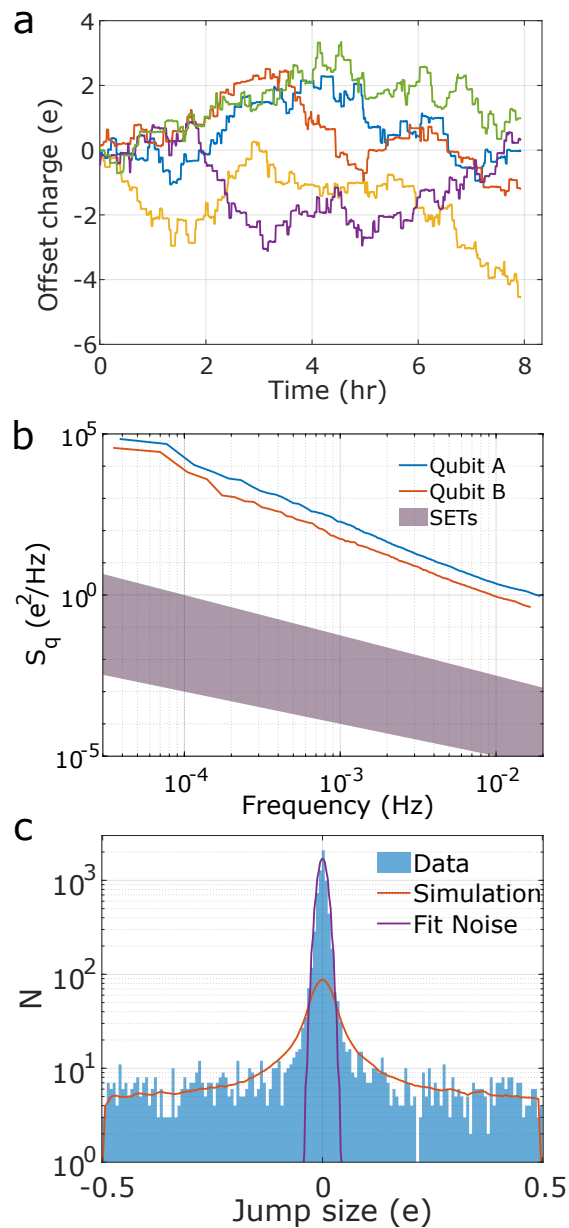 a
4
2
0
-2
-4
-6
Offset charge (e)
0 2 4 6 8
Time (hr)
b
10^5
10^0
10^-5
S_q (e^2/Hz)
Qubit A
Qubit B
SETs
10^-4 10^-3 10^-2
Frequency (Hz)
c
10^3
10^2
10^1
10^0
N
Data
Simulation
Fit Noise
-0.5 0 0.5
Jump size (e)